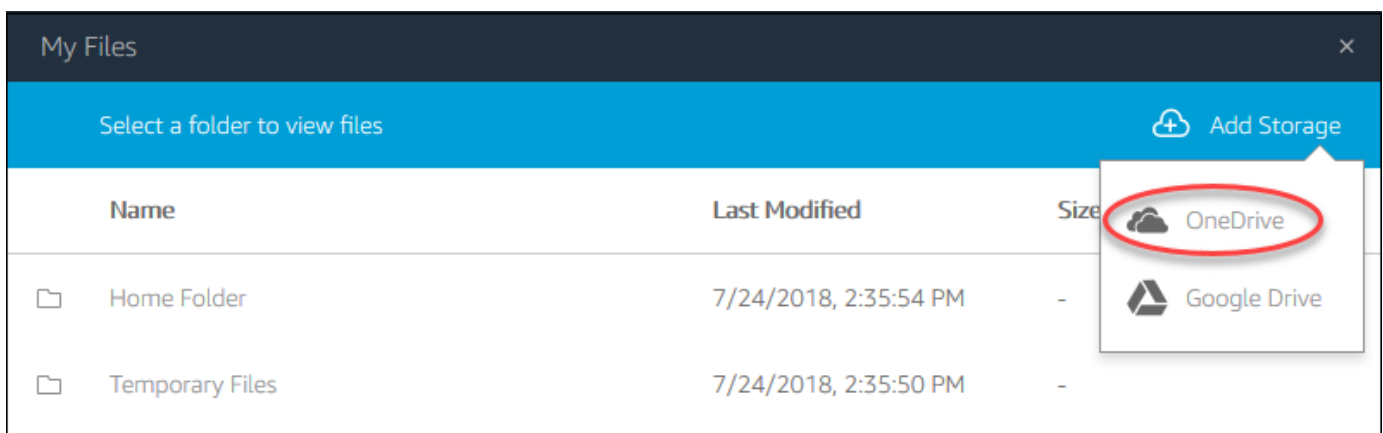 My Files ×
Select a folder to view files Add Storage
Name Last Modified Size
OneDrive
Home Folder 7/24/2018, 2:35:54 PM -
Google Drive
Temporary Files 7/24/2018, 2:35:50 PM -